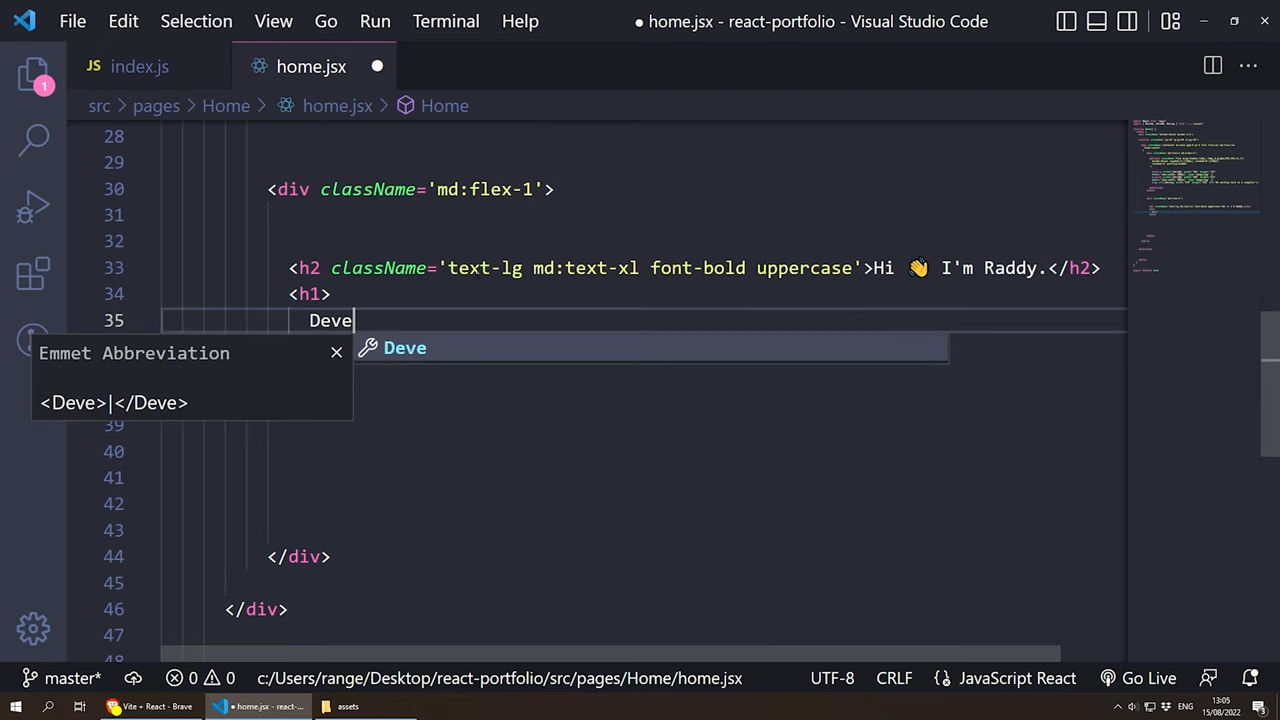 File Edit Selection View Go Run Terminal Help ● home.jsx - react-portfolio - Visual Studio Code
JS index.js home.jsx
1
src > pages > Home > home.jsx > Home
28
29
30 <div className='md:flex-1'>
31
32
33 <h2 className='text-lg md:text-xl font-bold uppercase'>Hi 👋 I'm Raddy.</h2>
34 <h1>
35 Deve
Emmet Abbreviation
Deve
<Deve>|</Deve>
39
40
41
42
43
44 </div>
45
46 </div>
47
48
master* 0 0 c:/Users/range/Desktop/react-portfolio/src/pages/Home/home.jsx UTF-8 CRLF {} JavaScript React Go Live
Vite + React - Brave ● home.jsx - react-... assets ENG 13:05
15/08/2022 3